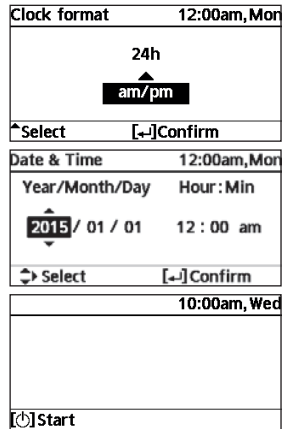 Clock format 12:00am,Mon
24h
am/pm
Select [↵]Confirm
Date & Time 12:00am,Mon
Year/Month/Day Hour:Min
2015 / 01 / 01 12 : 00 am
Select [↵]Confirm
10:00am,Wed
[⏻]Start